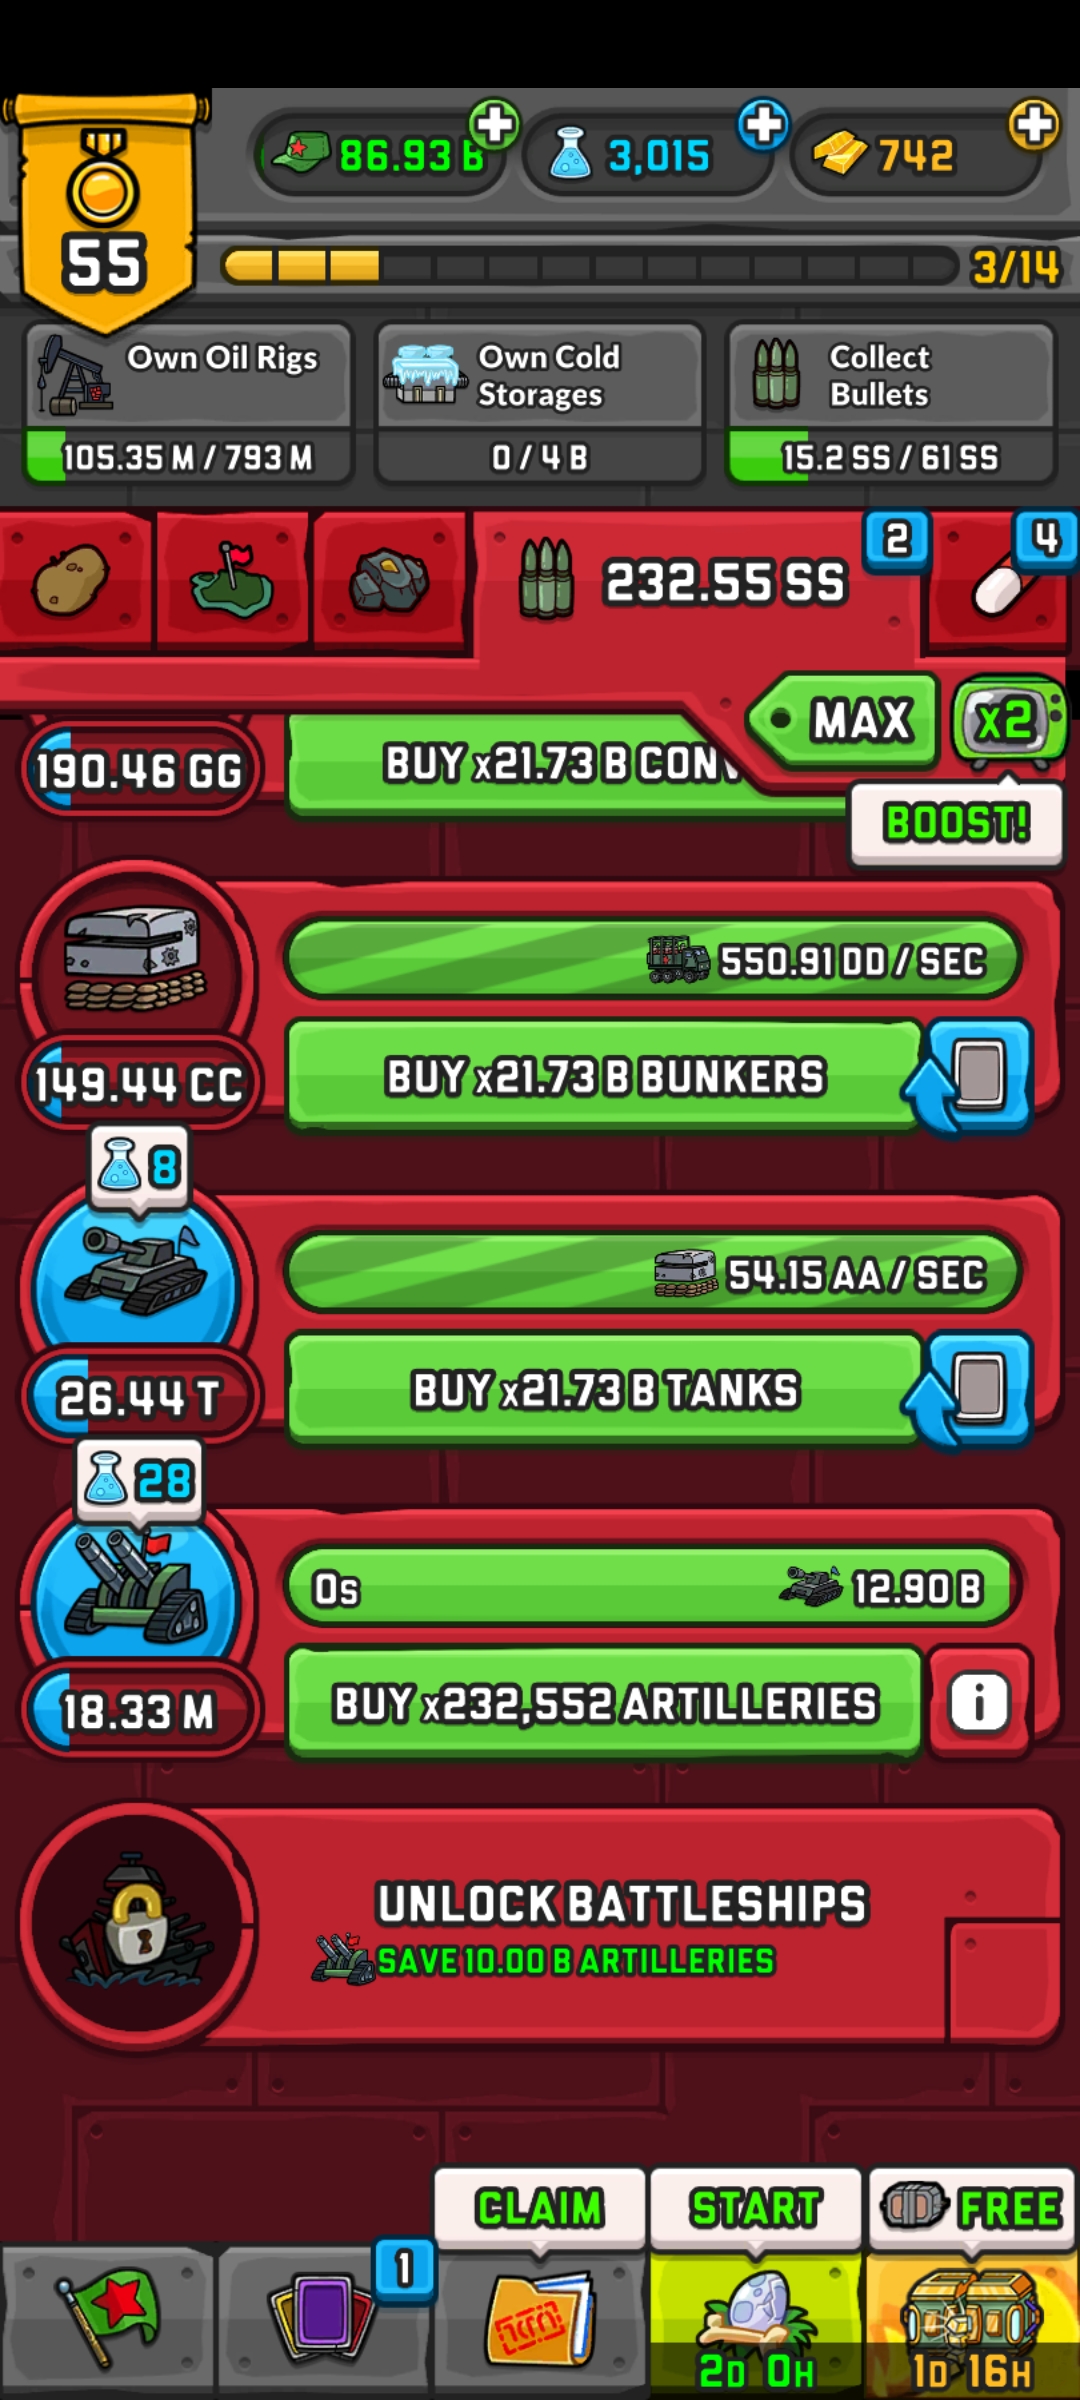 86.93 B
3,015
742
55
3/14
Own Oil Rigs
105.35 M / 793 M
Own Cold
Storages
0 / 4 B
Collect
Bullets
15.2 SS / 61 SS
232.55 SS
2
4
MAX
x2
BOOST!
190.46 GG
BUY x21.73 B CON
550.91 DD / SEC
149.44 CC
BUY x21.73 B BUNKERS
8
54.15 AA / SEC
26.44 T
BUY x21.73 B TANKS
28
0s
12.90 B
18.33 M
BUY x232,552 ARTILLERIES
i
UNLOCK BATTLESHIPS
SAVE 10.00 B ARTILLERIES
CLAIM
START
FREE
1
2D 0H
1D 16H